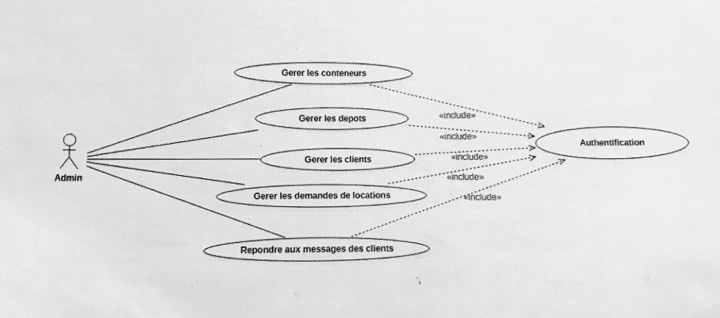 Gerer les conteneurs
«include»
Gerer les depots
«include»
Authentification
Gerer les clients
«include»
Admin
«include»
Gerer les demandes de locations
«include»
Repondre aux messages des clients